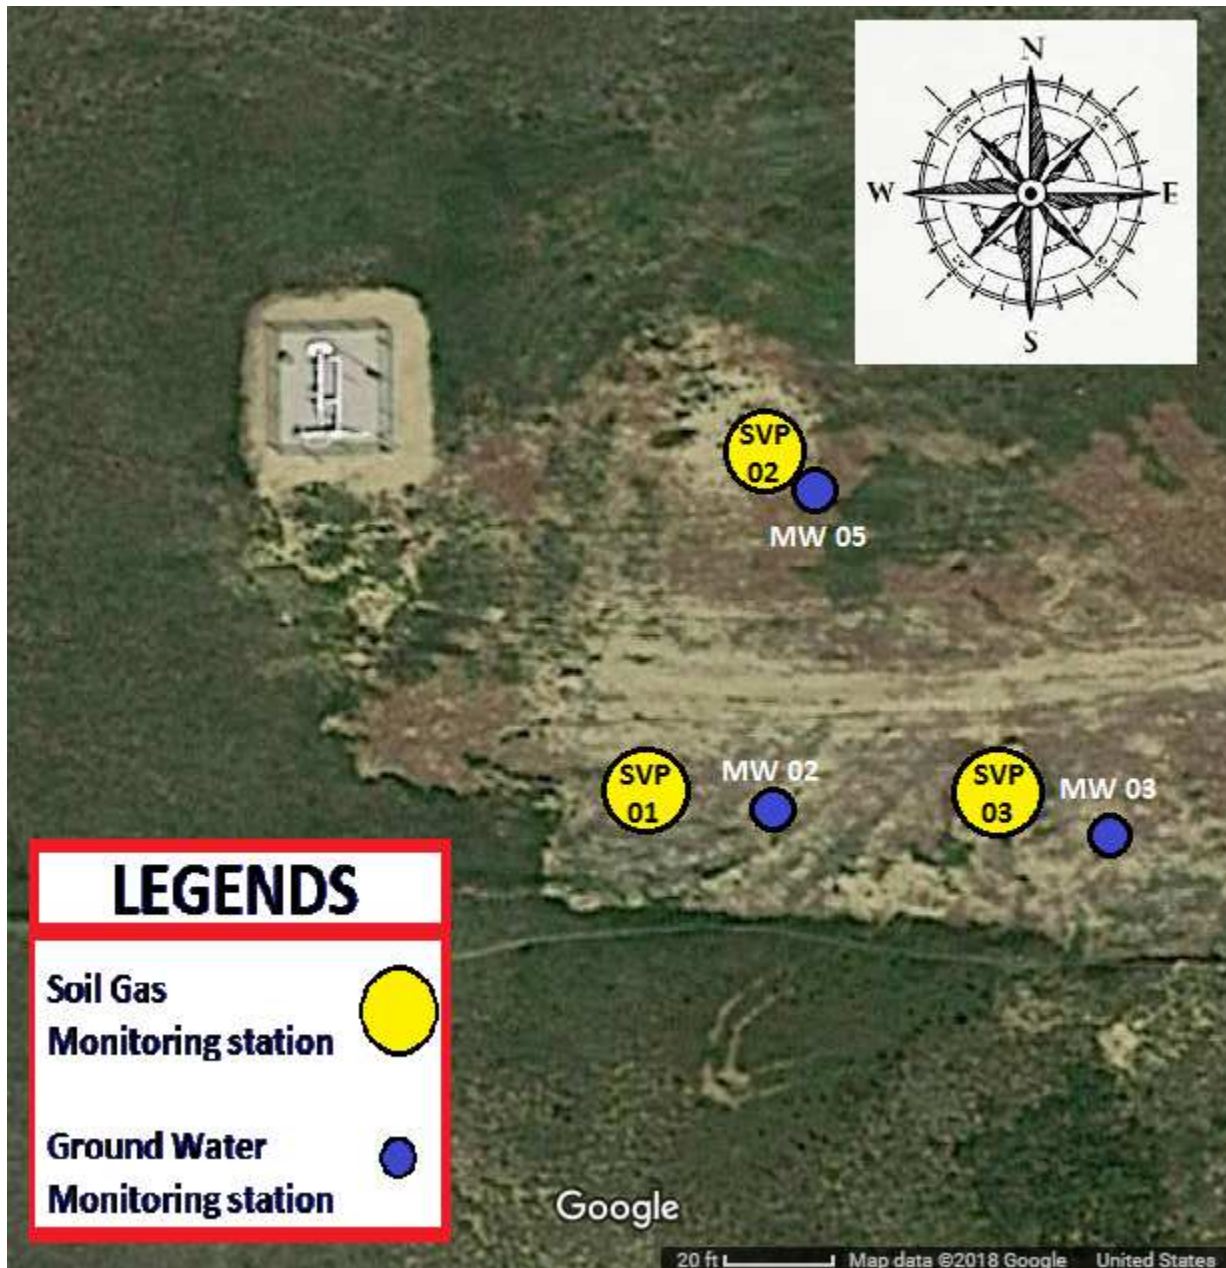 N
W
E
S
SVP
02
MW 05
SVP
01
MW 02
SVP
03
MW 03
LEGENDS
Soil Gas
Monitoring station
Ground Water
Monitoring station
Google
20 ft
Map data ©2018 Google
United States